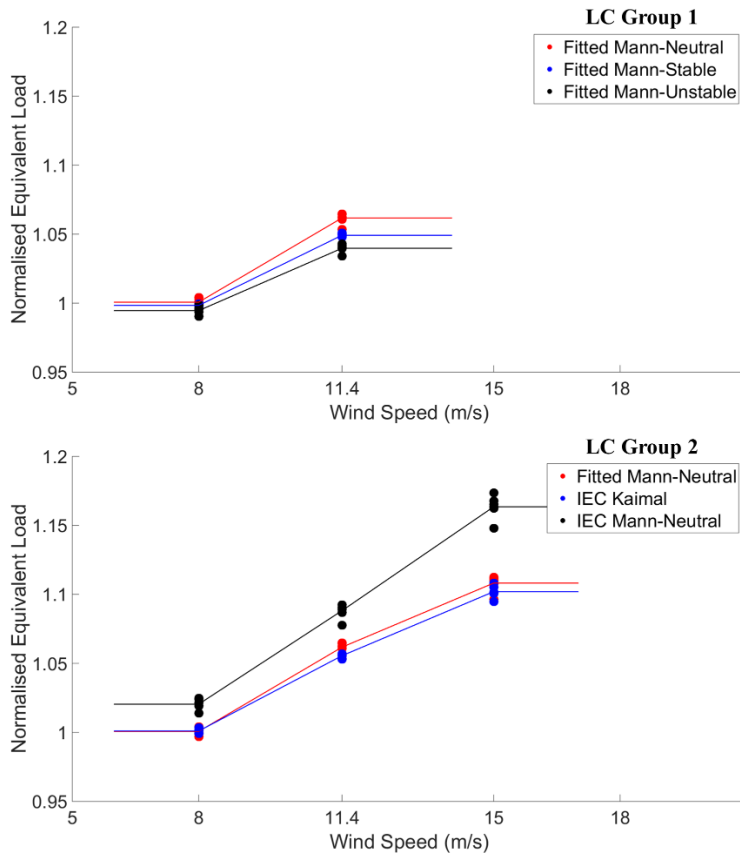 LC Group 1
Fitted Mann-Neutral
Fitted Mann-Stable
Fitted Mann-Unstable
Normalised Equivalent Load
1.2
1.15
1.1
1.05
1
0.95
5
8
11.4
15
18
Wind Speed (m/s)
LC Group 2
Fitted Mann-Neutral
IEC Kaimal
IEC Mann-Neutral
Normalised Equivalent Load
1.2
1.15
1.1
1.05
1
0.95
5
8
11.4
15
18
Wind Speed (m/s)